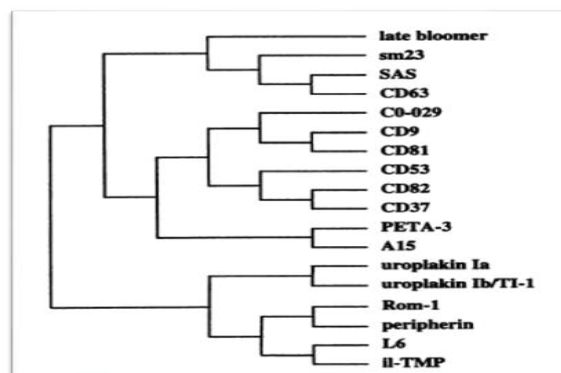 late bloomer
sm23
SAS
CD63
C0-029
CD9
CD81
CD53
CD82
CD37
PETA-3
A15
uroplakin Ia
uroplakin Ib/TI-1
Rom-1
peripherin
L6
il-TMP